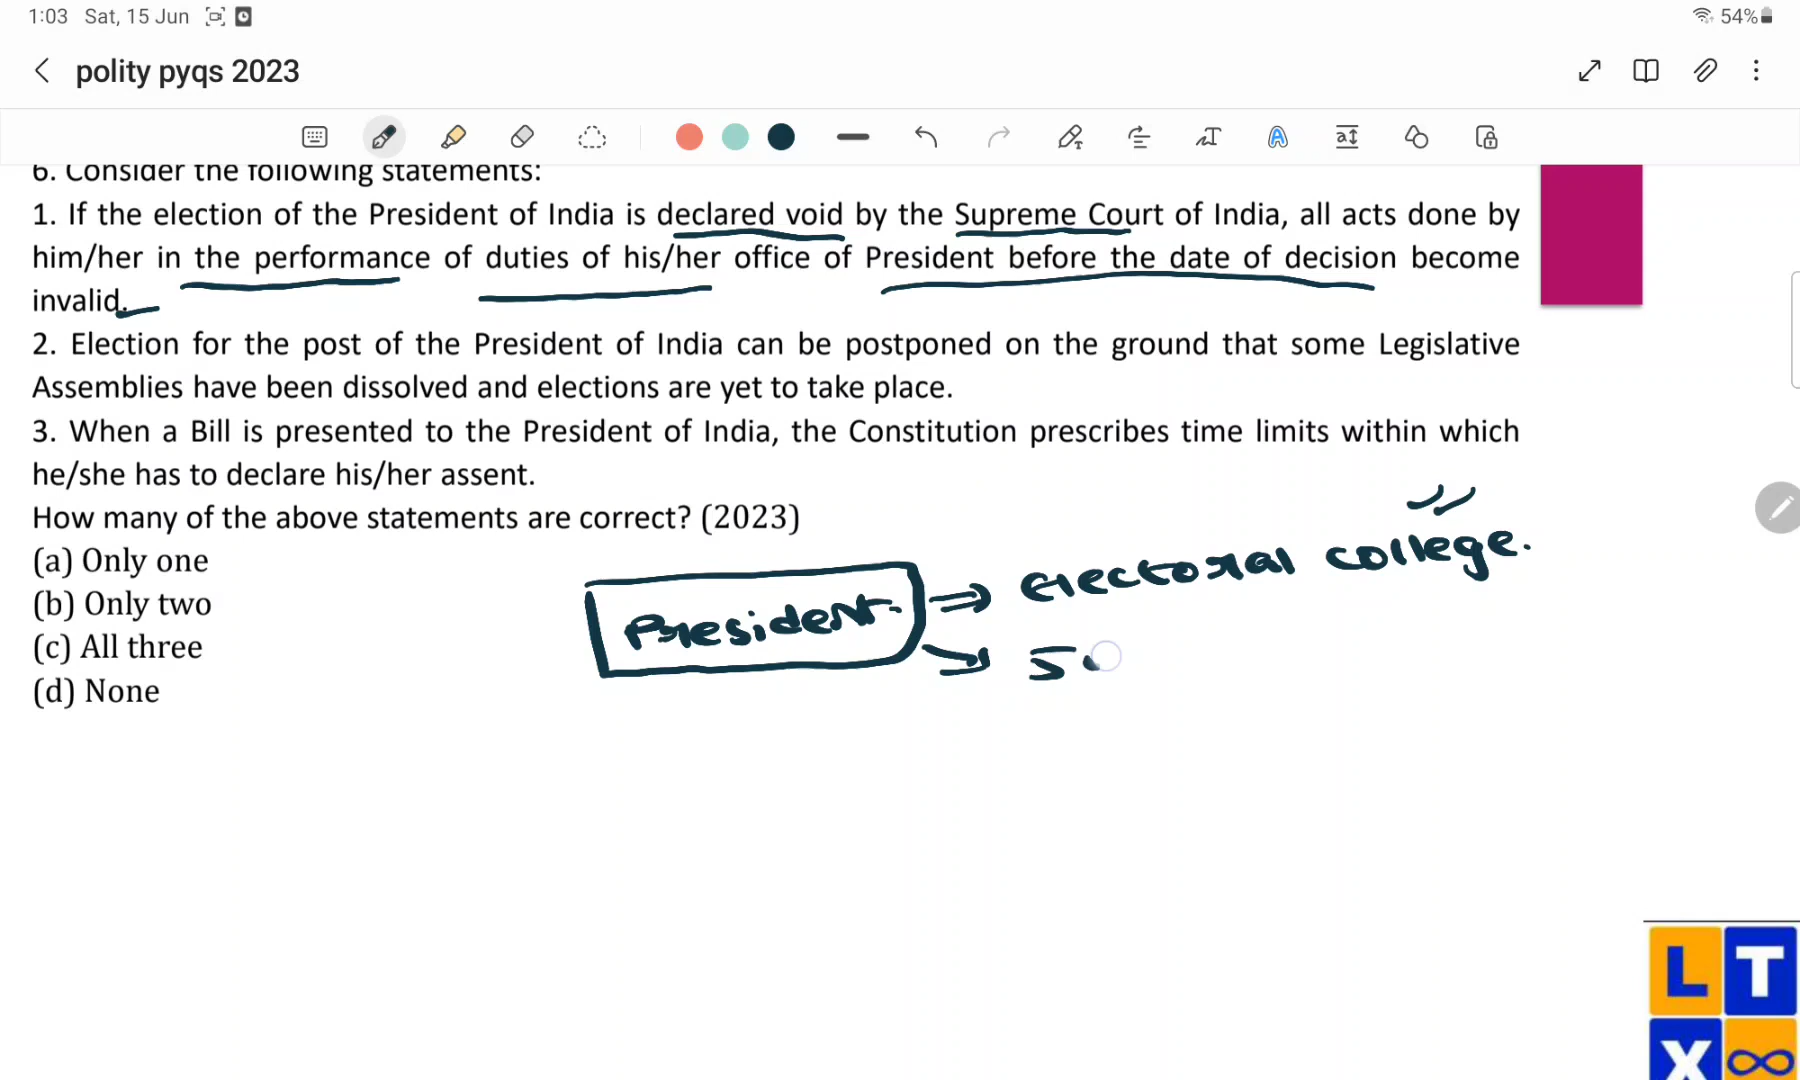 1:03 Sat, 15 Jun
54%
polity pyqs 2023
6. Consider the following statements:
1. If the election of the President of India is declared void by the Supreme Court of India, all acts done by
him/her in the performance of duties of his/her office of President before the date of decision become
invalid.
2. Election for the post of the President of India can be postponed on the ground that some Legislative
Assemblies have been dissolved and elections are yet to take place.
3. When a Bill is presented to the President of India, the Constitution prescribes time limits within which
he/she has to declare his/her assent.
How many of the above statements are correct? (2023)
(a) Only one
(b) Only two
(c) All three
(d) None
President
Electoral college.
5
L T
X ∞